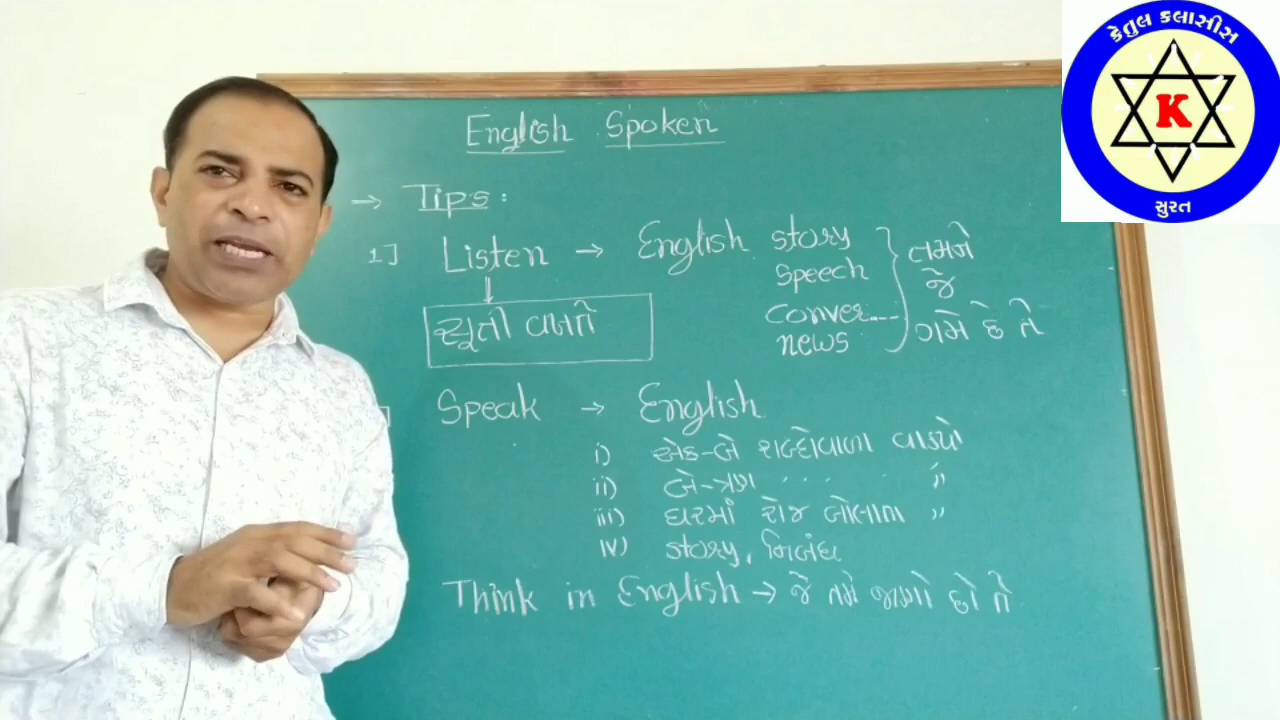 કેતુલ કલાસીસ
K
સુરત
English Spoken
→ Tips :
1] Listen → English story
speech
conver...
news
તમને
જે
ગમે છે તે
સૂતી વખતે
Speak → English
i) એક-બે શબ્દોવાળા વાક્યો
ii) બે-ત્રણ . . . . . "
iii) ઘરમાં રોજ બોલાતા "
iv) story, નિબંધ
Think in English → જે તમે જાણો છો તે